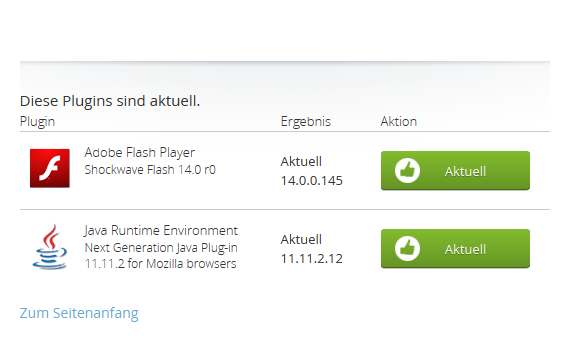 Diese Plugins sind aktuell.
Plugin Ergebnis Aktion
Adobe Flash Player
Shockwave Flash 14.0 r0
Aktuell
14.0.0.145
Aktuell
Java Runtime Environment
Next Generation Java Plug-in
11.11.2 for Mozilla browsers
Aktuell
11.11.2.12
Aktuell
Zum Seitenanfang